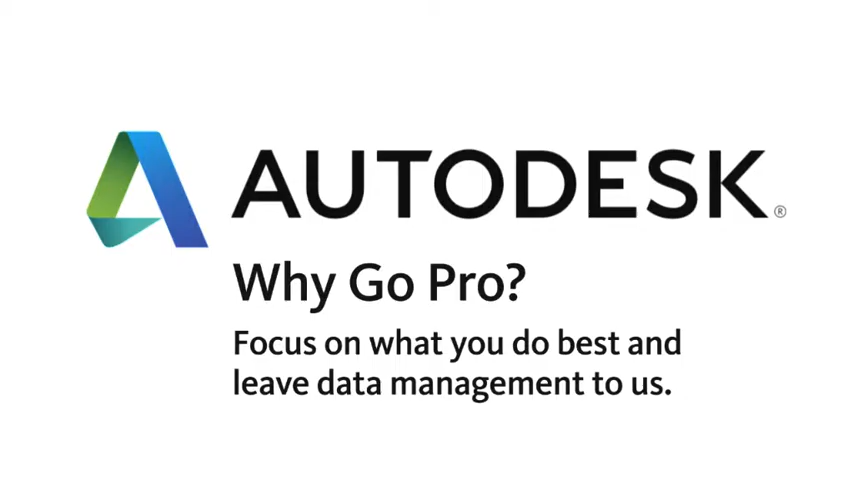 AUTODESK®
Why Go Pro?
Focus on what you do best and
leave data management to us.